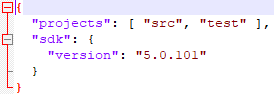 {
  "projects": [ "src", "test" ],
  "sdk": {
    "version": "5.0.101"
  }
}